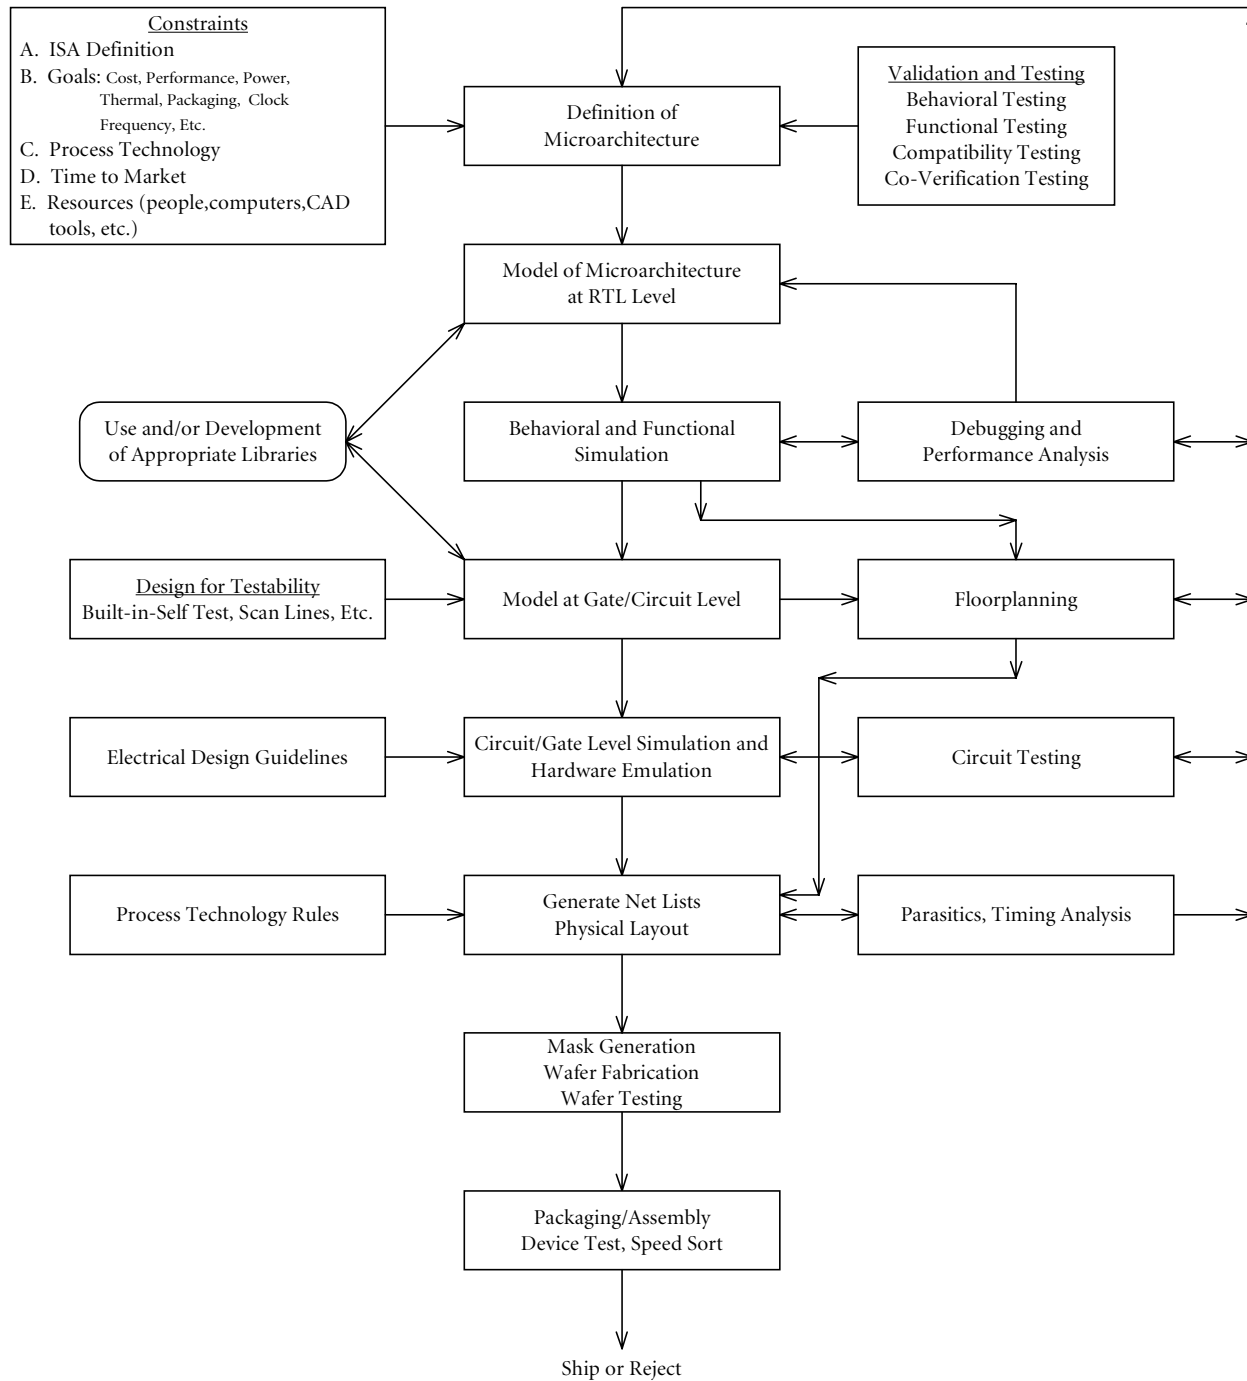 Constraints
A. ISA Definition
B. Goals: Cost, Performance, Power,
Thermal, Packaging, Clock
Frequency, Etc.
C. Process Technology
D. Time to Market
E. Resources (people,computers,CAD
tools, etc.)
Definition of
Microarchitecture
Validation and Testing
Behavioral Testing
Functional Testing
Compatibility Testing
Co-Verification Testing
Model of Microarchitecture
at RTL Level
Use and/or Development
of Appropriate Libraries
Behavioral and Functional
Simulation
Debugging and
Performance Analysis
Design for Testability
Built-in-Self Test, Scan Lines, Etc.
Model at Gate/Circuit Level
Floorplanning
Electrical Design Guidelines
Circuit/Gate Level Simulation and
Hardware Emulation
Circuit Testing
Process Technology Rules
Generate Net Lists
Physical Layout
Parasitics, Timing Analysis
Mask Generation
Wafer Fabrication
Wafer Testing
Packaging/Assembly
Device Test, Speed Sort
Ship or Reject